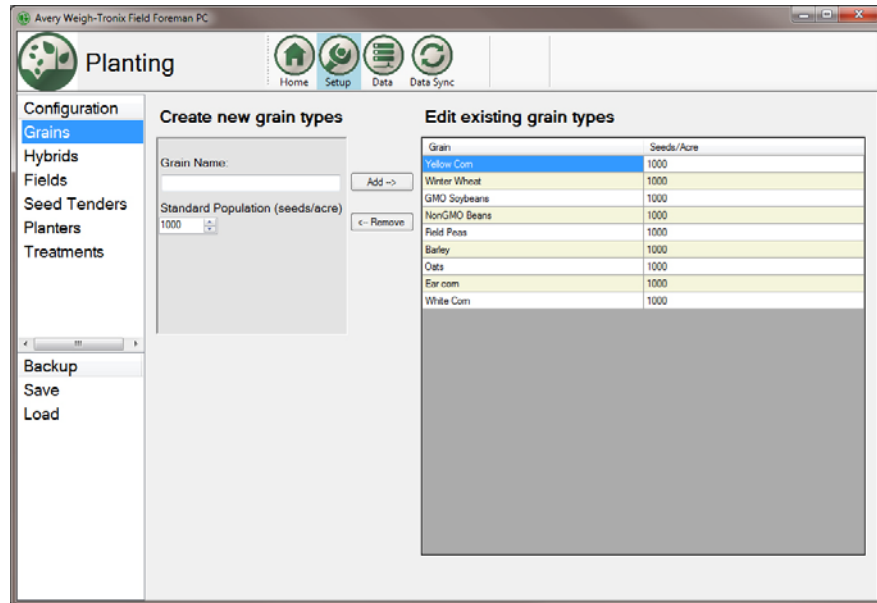 Avery Weigh-Tronix Field Foreman PC
Planting
Home Setup Data Data Sync
Configuration
Grains
Hybrids
Fields
Seed Tenders
Planters
Treatments
Backup
Save
Load
Create new grain types
Grain Name:
Add -->
Standard Population (seeds/acre)
1000
<-- Remove
Edit existing grain types
Grain Seeds/Acre
Yellow Corn 1000
Winter Wheat 1000
GMO Soybeans 1000
NonGMO Beans 1000
Field Peas 1000
Barley 1000
Oats 1000
Ear corn 1000
White Corn 1000